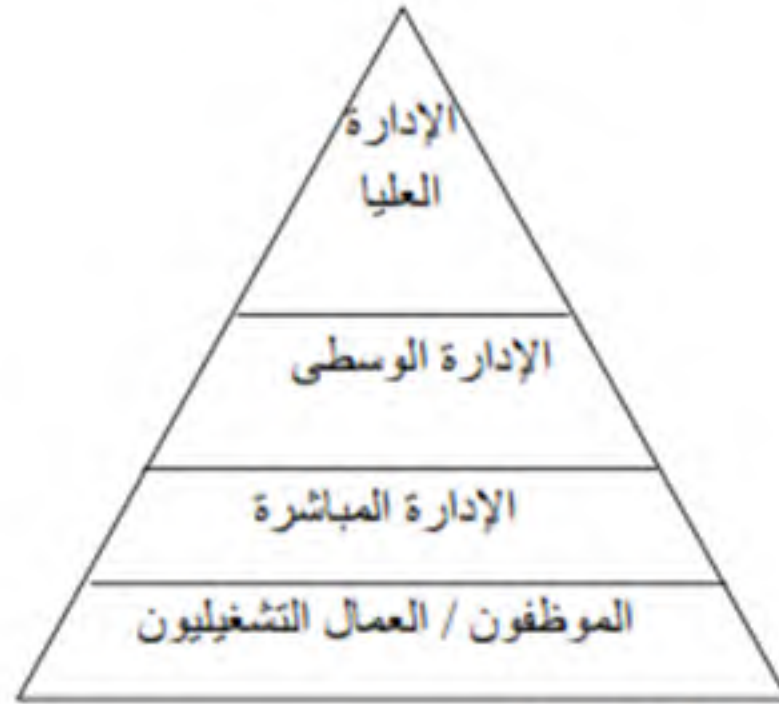 الإدارة
العليا
الإدارة الوسطى
الإدارة المباشرة
الموظفون / العمال التشغيليون